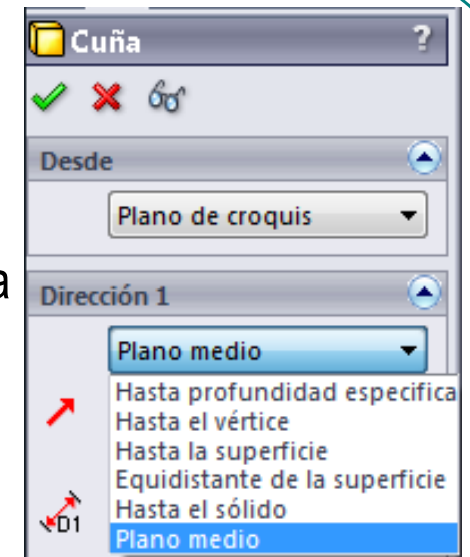 Cuña ?
Desde
Plano de croquis
a
Dirección 1
Plano medio
Hasta profundidad especifica
Hasta el vértice
Hasta la superficie
Equidistante de la superficie
Hasta el sólido
D1
Plano medio